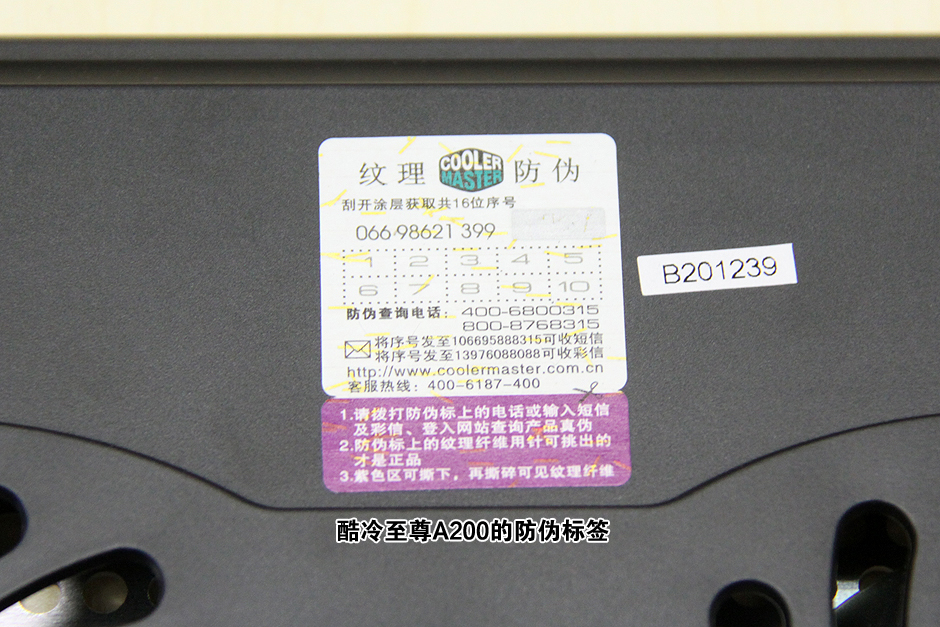 纹理 COOLER MASTER 防伪
刮开涂层获取共16位序号
066 98621 399
1 2 3 4 5
6 7 8 9 10
防伪查询电话：400-6800315
800-8768315
将序号发至106695888315可收短信
将序号发至13976088088可收彩信
http://www.coolermaster.com.cn
客服热线：400-6187-400
1.请拨打防伪标上的电话或输入短信
及彩信、登入网站查询产品真伪
2.防伪标上的纹理纤维用针可挑出的
才是正品
3.紫色区可撕下，再撕碎可见纹理纤维
B201239
酷冷至尊A200的防伪标签